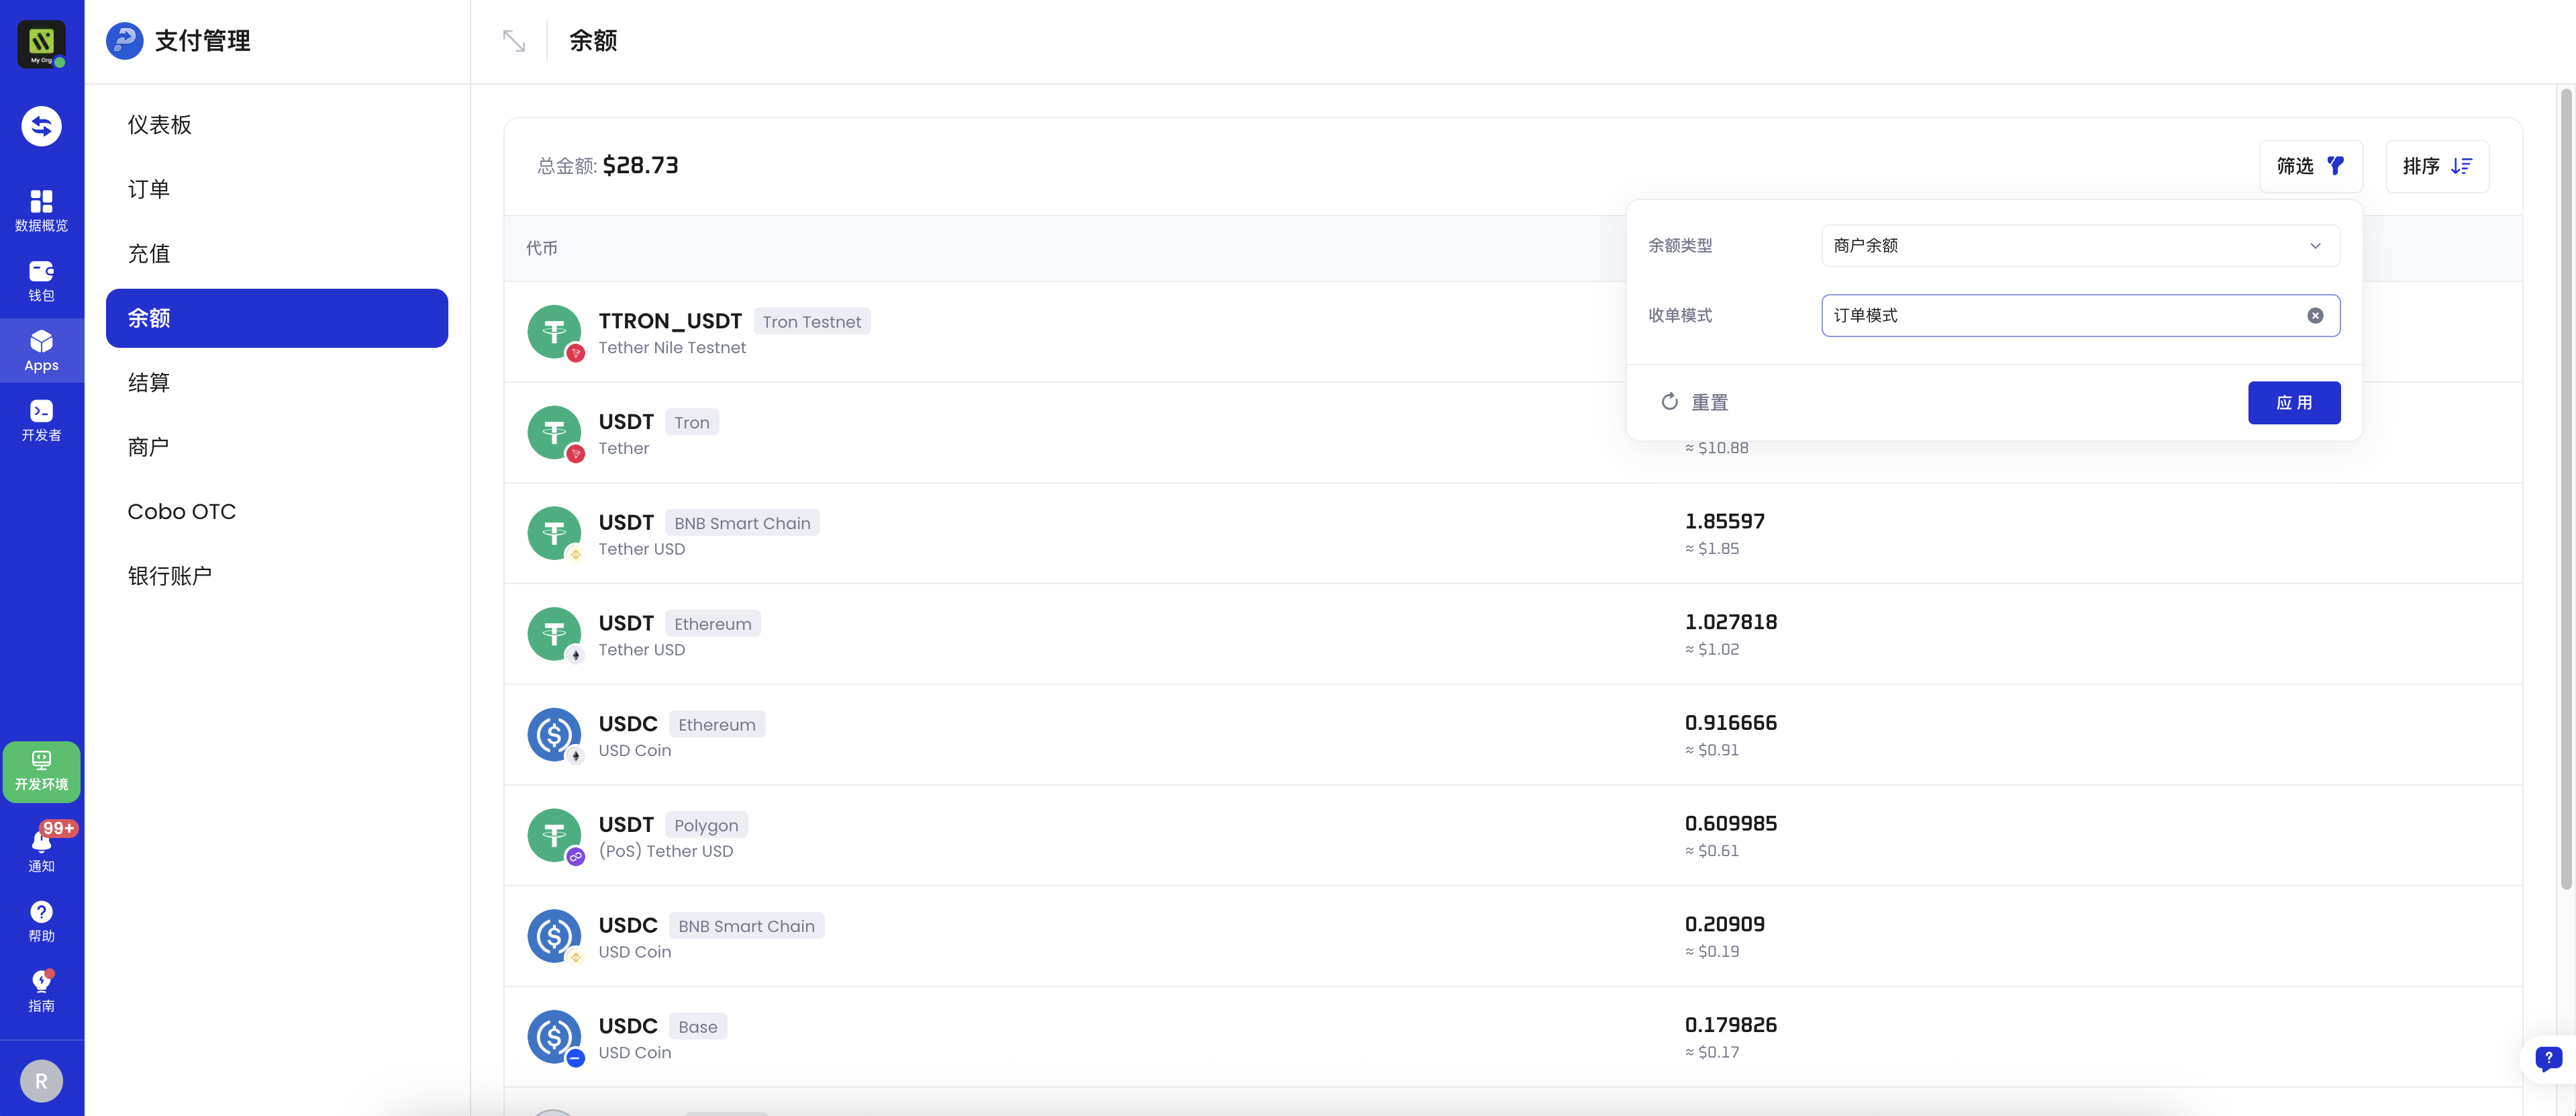 My Org
数据概览
钱包
Apps
开发者
开发环境
99+
通知
帮助
指南
R
支付管理
仪表板
订单
充值
余额
结算
商户
Cobo OTC
银行账户
余额
总金额: $28.73
筛选
排序
代币
余额类型
商户余额
收单模式
订单模式
重置
应 用
TTRON_USDT Tron Testnet
Tether Nile Testnet
USDT Tron
Tether
≈ $10.88
USDT BNB Smart Chain
Tether USD
1.85597
≈ $1.85
USDT Ethereum
Tether USD
1.027818
≈ $1.02
USDC Ethereum
USD Coin
0.916666
≈ $0.91
USDT Polygon
(PoS) Tether USD
0.609985
≈ $0.61
USDC BNB Smart Chain
USD Coin
0.20909
≈ $0.19
USDC Base
USD Coin
0.179826
≈ $0.17